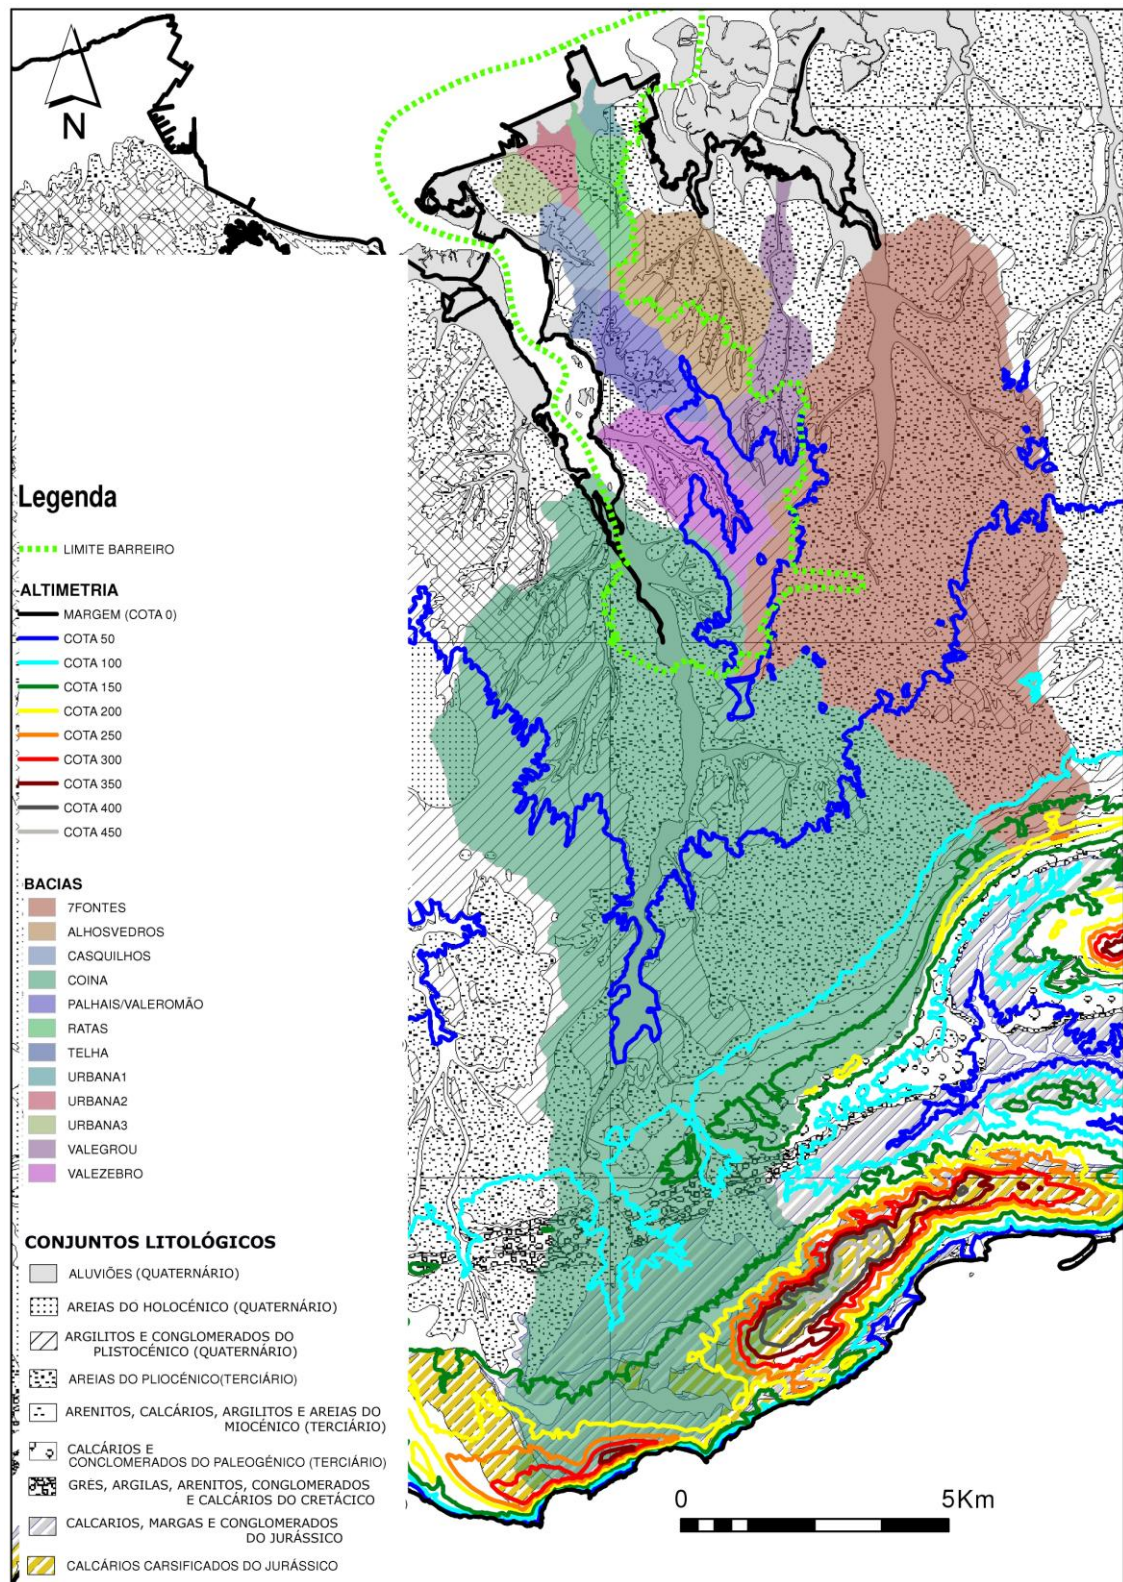 N
Legenda
LIMITE BARREIRO
ALTIMETRIA
MARGEM (COTA 0)
COTA 50
COTA 100
COTA 150
COTA 200
COTA 250
COTA 300
COTA 350
COTA 400
COTA 450
BACIAS
7FONTES
ALHOSVEDROS
CASQUILHOS
COINA
PALHAIS/VALEROMÃO
RATAS
TELHA
URBANA1
URBANA2
URBANA3
VALEGROU
VALEZEBRO
CONJUNTOS LITOLÓGICOS
ALUVIÕES (QUATERNÁRIO)
AREIAS DO HOLOCÉNICO (QUATERNÁRIO)
ARGILITOS E CONGLOMERADOS DO
PLISTOCÉNICO (QUATERNÁRIO)
AREIAS DO PLIOCÉNICO(TERCIÁRIO)
ARENITOS, CALCÁRIOS, ARGILITOS E AREIAS DO
MIOCÉNICO (TERCIÁRIO)
CALCÁRIOS E
CONCLOMERADOS DO PALEOGÉNICO (TERCIÁRIO)
GRES, ARGILAS, ARENITOS, CONGLOMERADOS
E CALCÁRIOS DO CRETÁCICO
CALCARIOS, MARGAS E CONGLOMERADOS
DO JURÁSSICO
CALCÁRIOS CARSIFICADOS DO JURÁSSICO
0 5Km